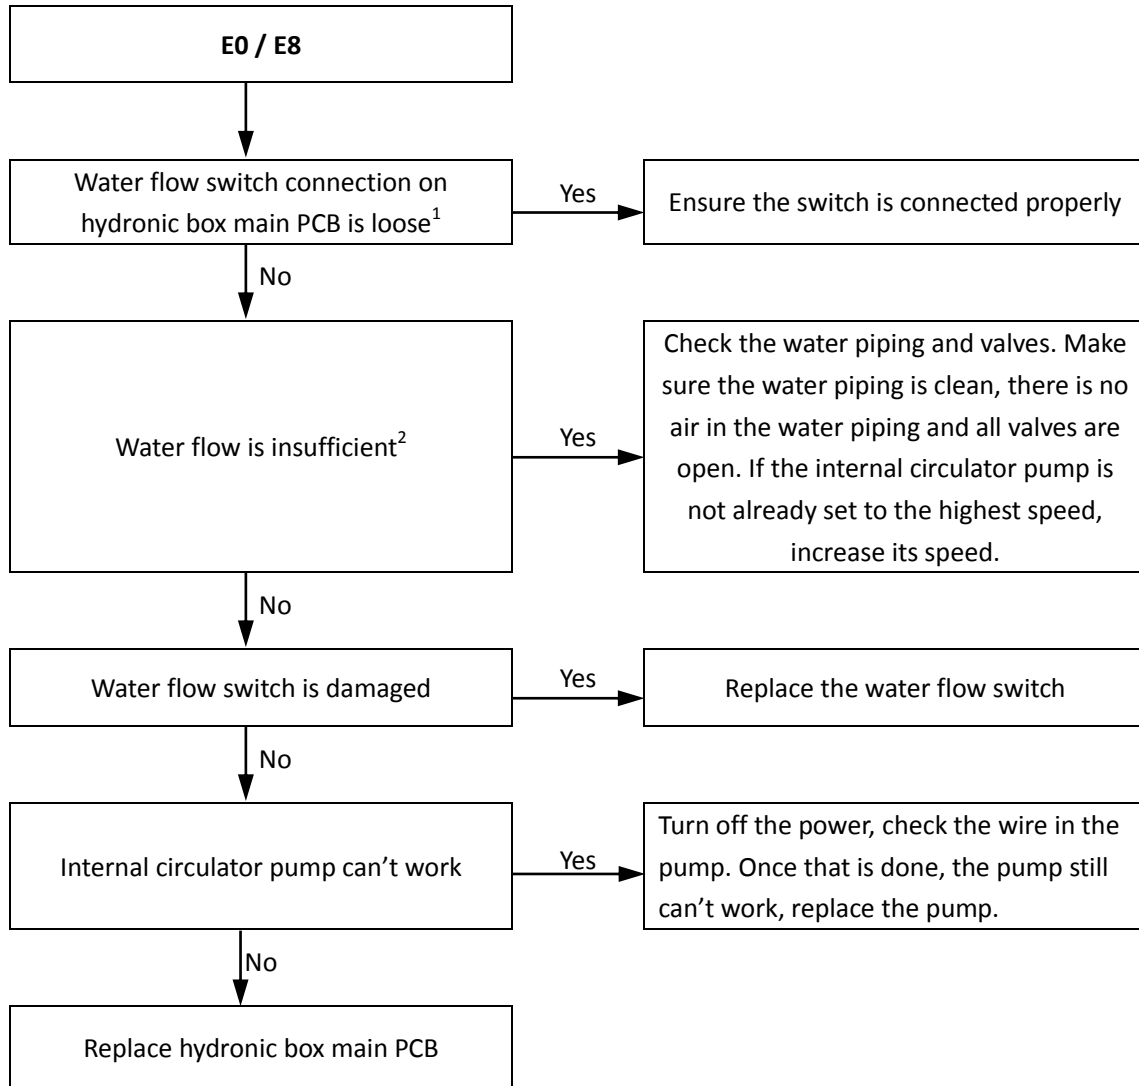 E0 / E8
Water flow switch connection on
hydronic box main PCB is loose1
Yes
Ensure the switch is connected properly
No
Water flow is insufficient2
Yes
Check the water piping and valves. Make
sure the water piping is clean, there is no
air in the water piping and all valves are
open. If the internal circulator pump is
not already set to the highest speed,
increase its speed.
No
Water flow switch is damaged
Yes
Replace the water flow switch
No
Internal circulator pump can’t work
Yes
Turn off the power, check the wire in the
pump. Once that is done, the pump still
can’t work, replace the pump.
No
Replace hydronic box main PCB